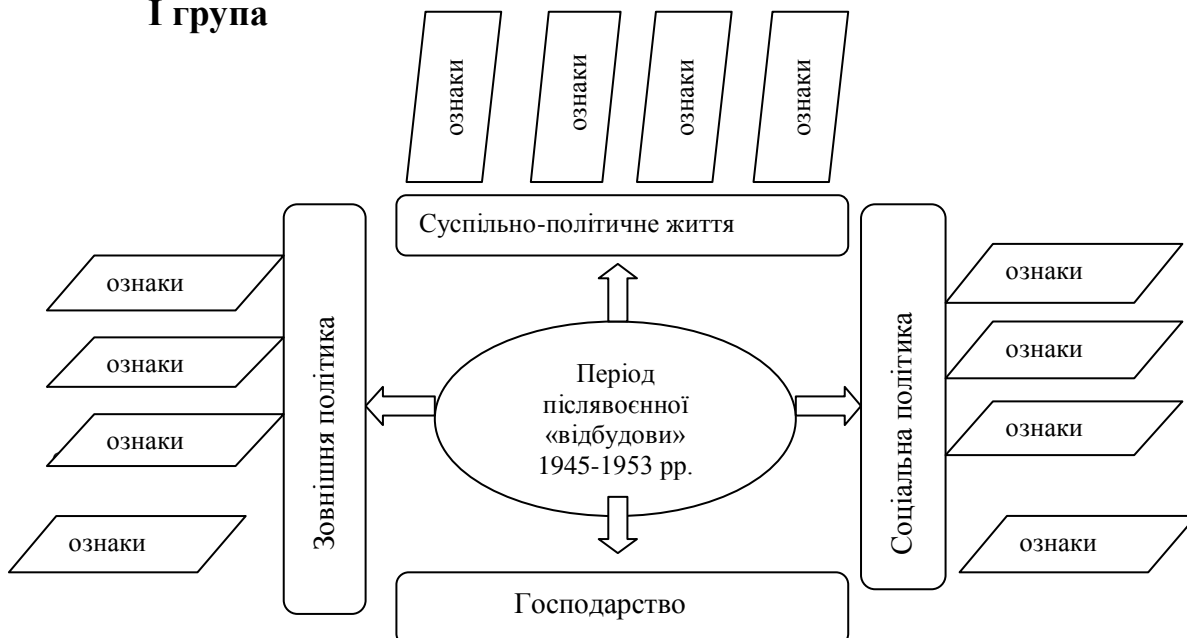 І група
ознаки
ознаки
ознаки
ознаки
Суспільно-політичне життя
Зовнішня політика
ознаки
ознаки
ознаки
ознаки
Період
післявоєнної
«відбудови»
1945-1953 рр.
Соціальна політика
ознаки
ознаки
ознаки
ознаки
Господарство